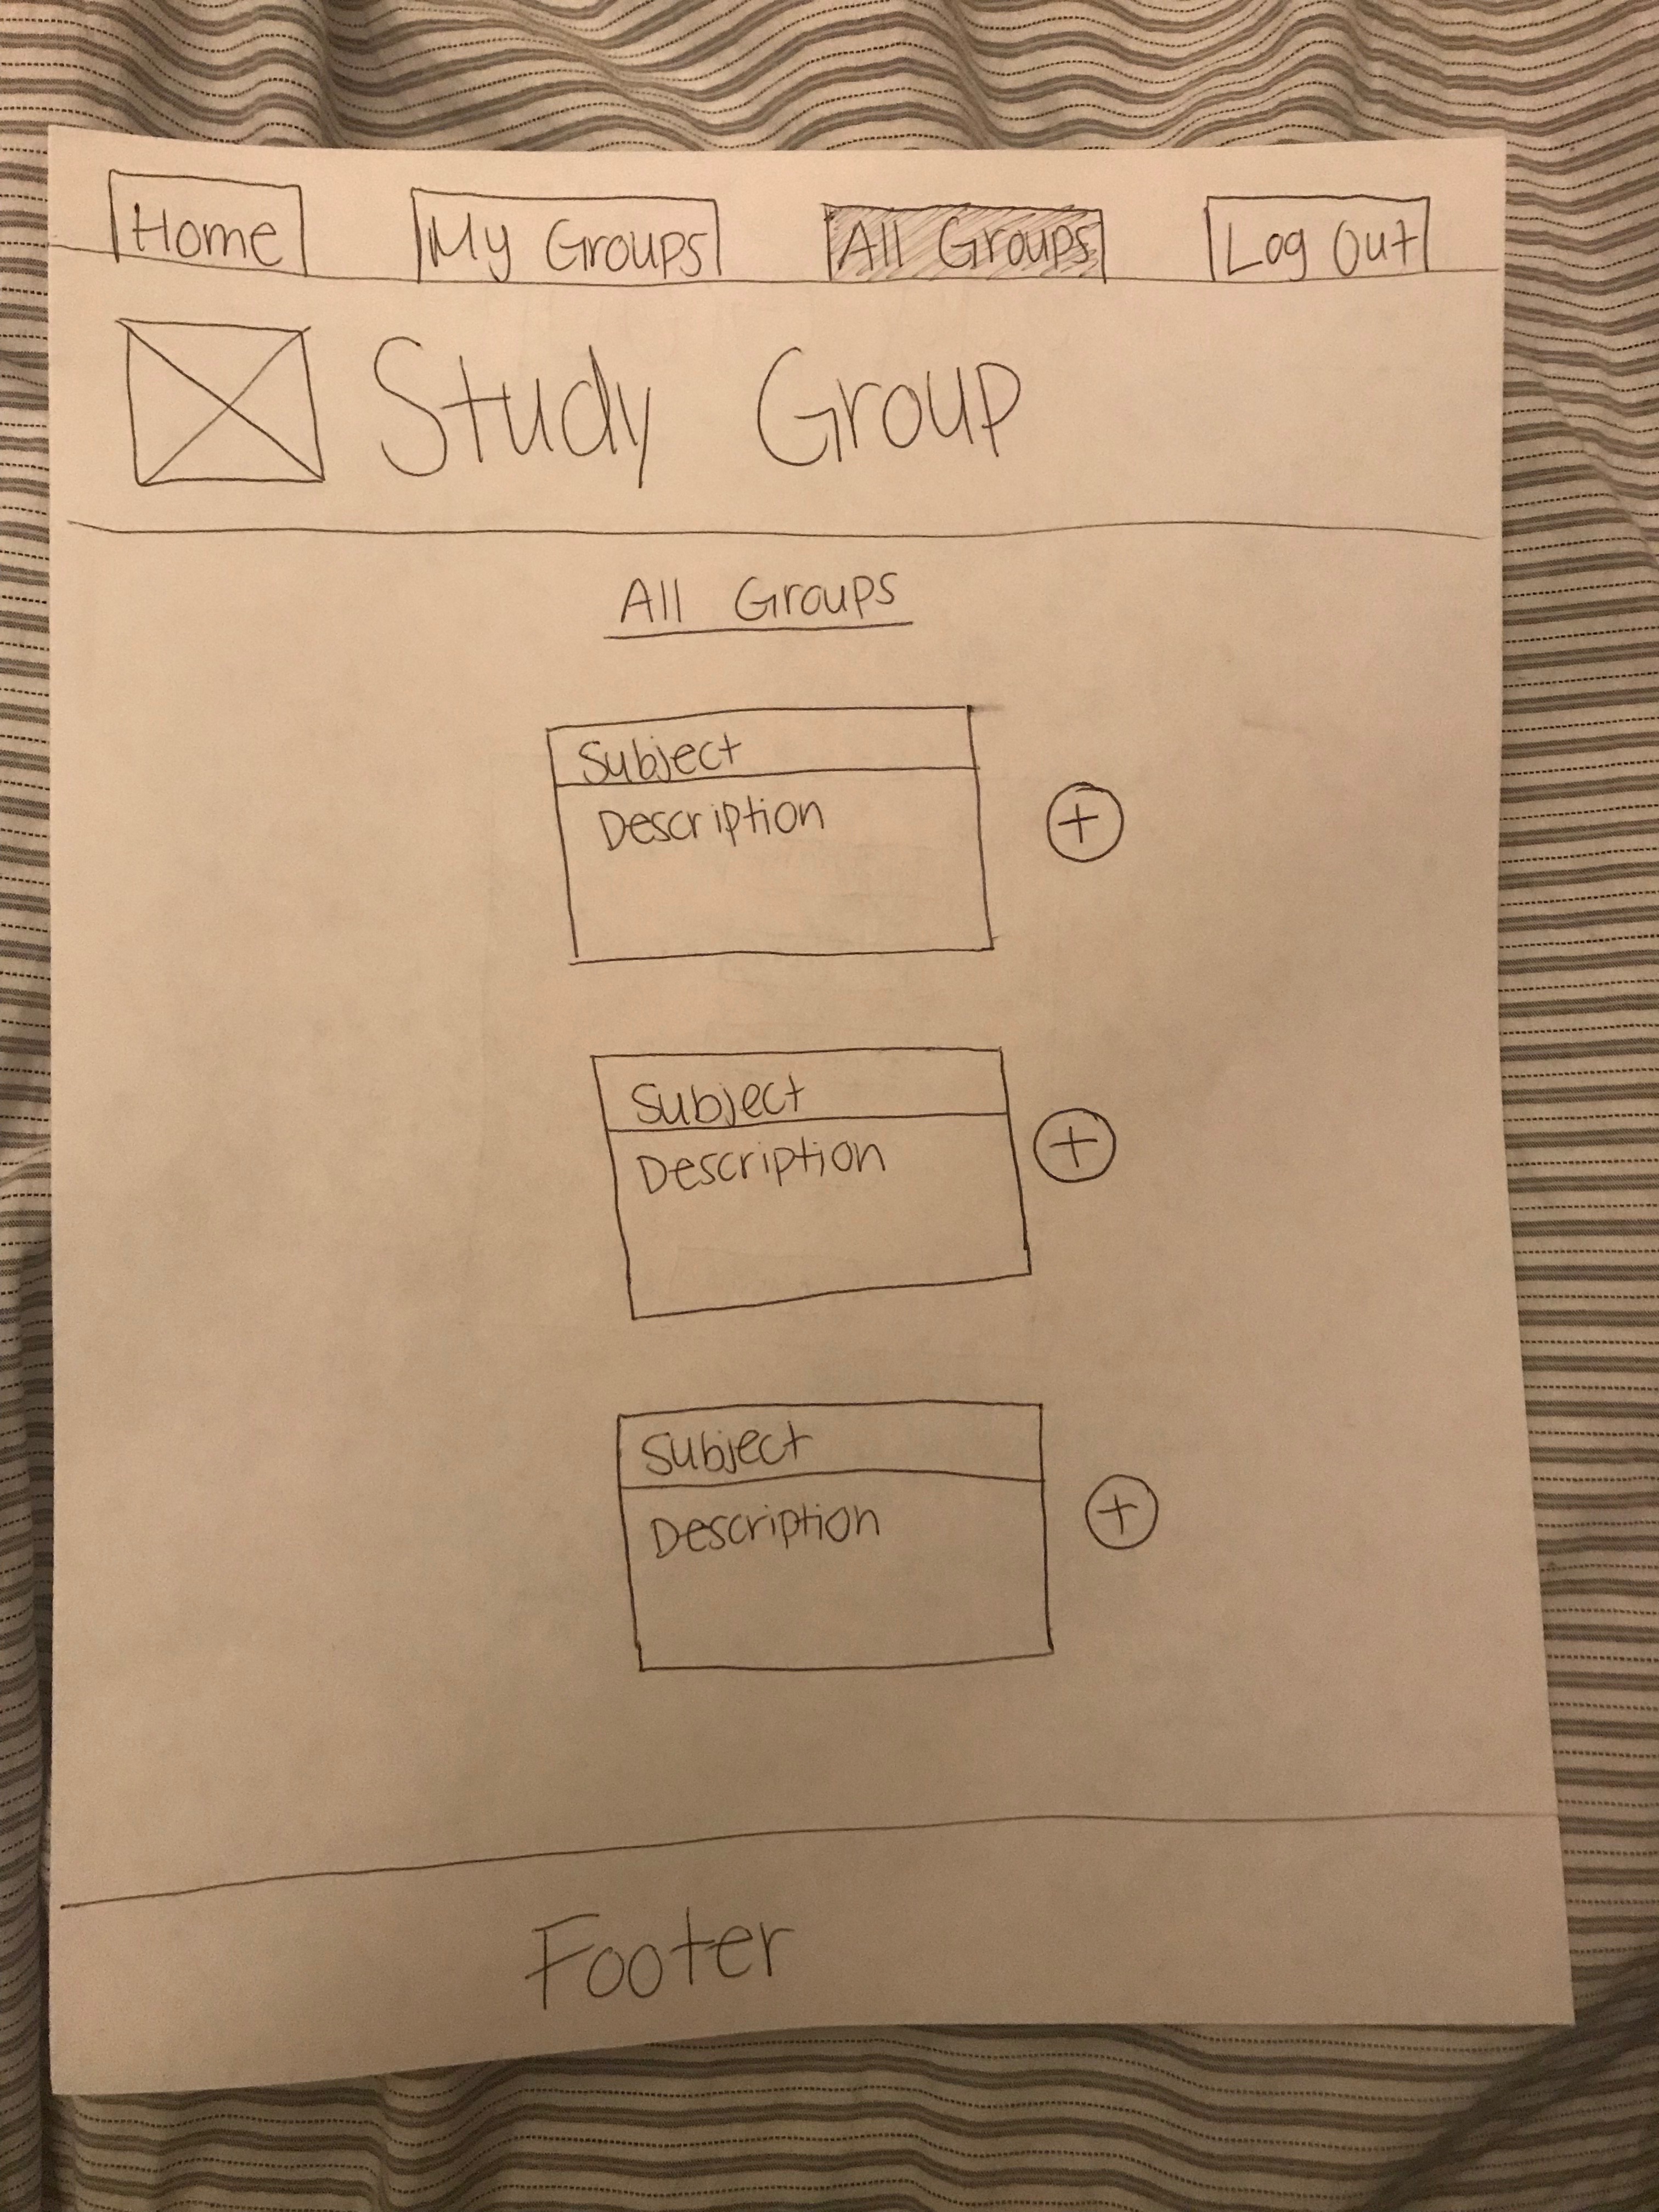 Home My Groups All Groups Log Out
Study Group
All Groups
Subject
Description
+
Subject
Description
+
Subject
Description
+
Footer